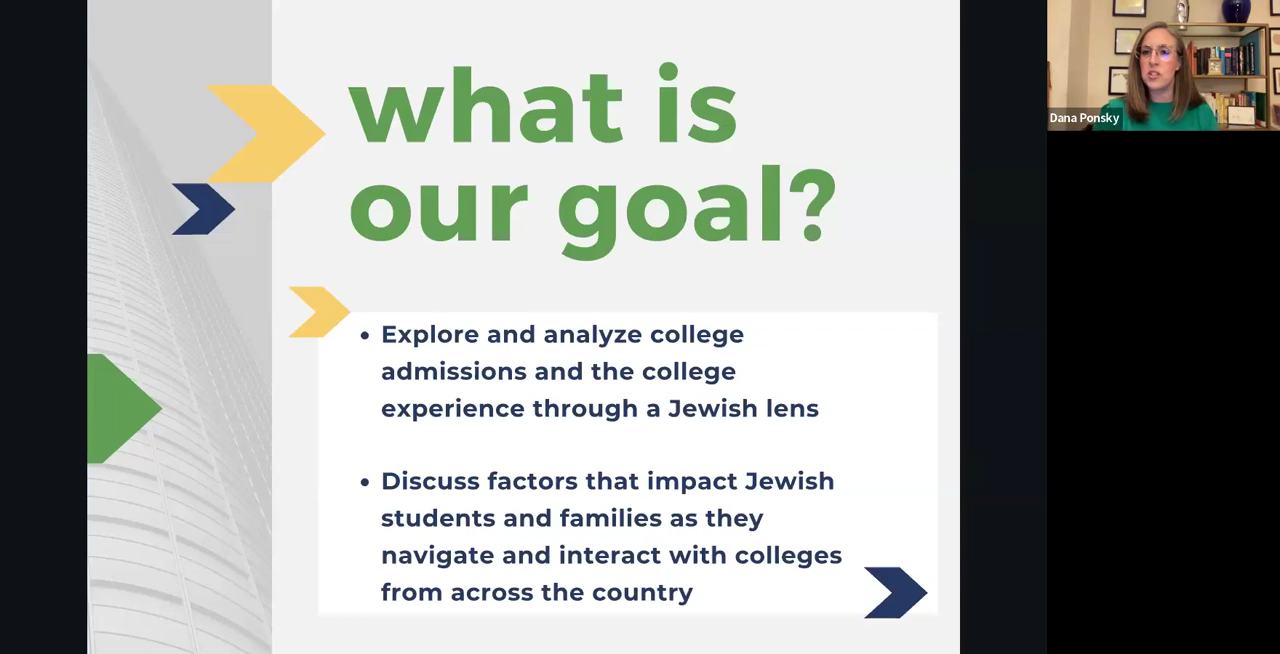 what is
our goal?
• Explore and analyze college
admissions and the college
experience through a Jewish lens
• Discuss factors that impact Jewish
students and families as they
navigate and interact with colleges
from across the country
Dana Ponsky